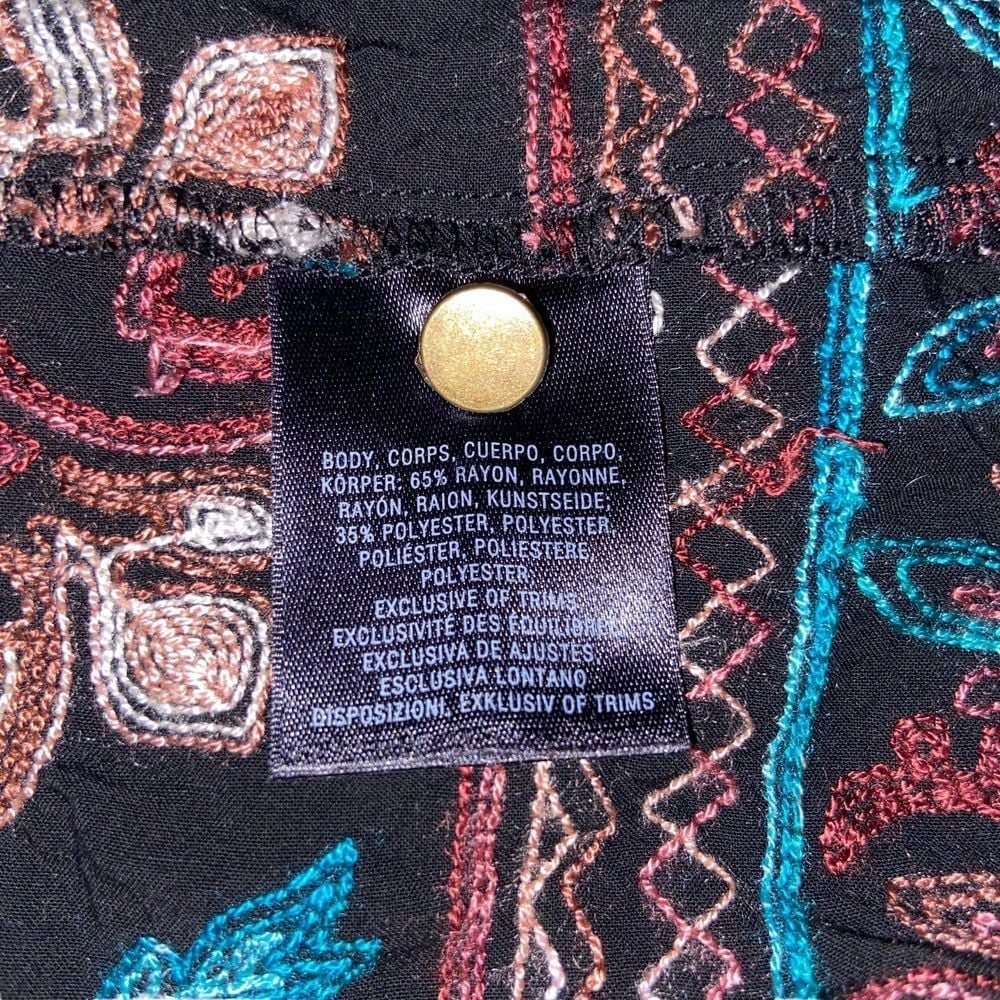 BODY, CORPS, CUERPO, CORPO,
KÖRPER: 65% RAYON, RAYONNE,
RAYÓN, RAION, KUNSTSEIDE;
35% POLYESTER, POLYESTER,
POLIÉSTER, POLIESTERE
POLYESTER,
EXCLUSIVE OF TRIMS
EXCLUSIVITÉ DES ÉQUILIBRES
EXCLUSIVA DE AJUSTES
ESCLUSIVA LONTANO
DISPOSIZIONI, EXKLUSIV OF TRIMS